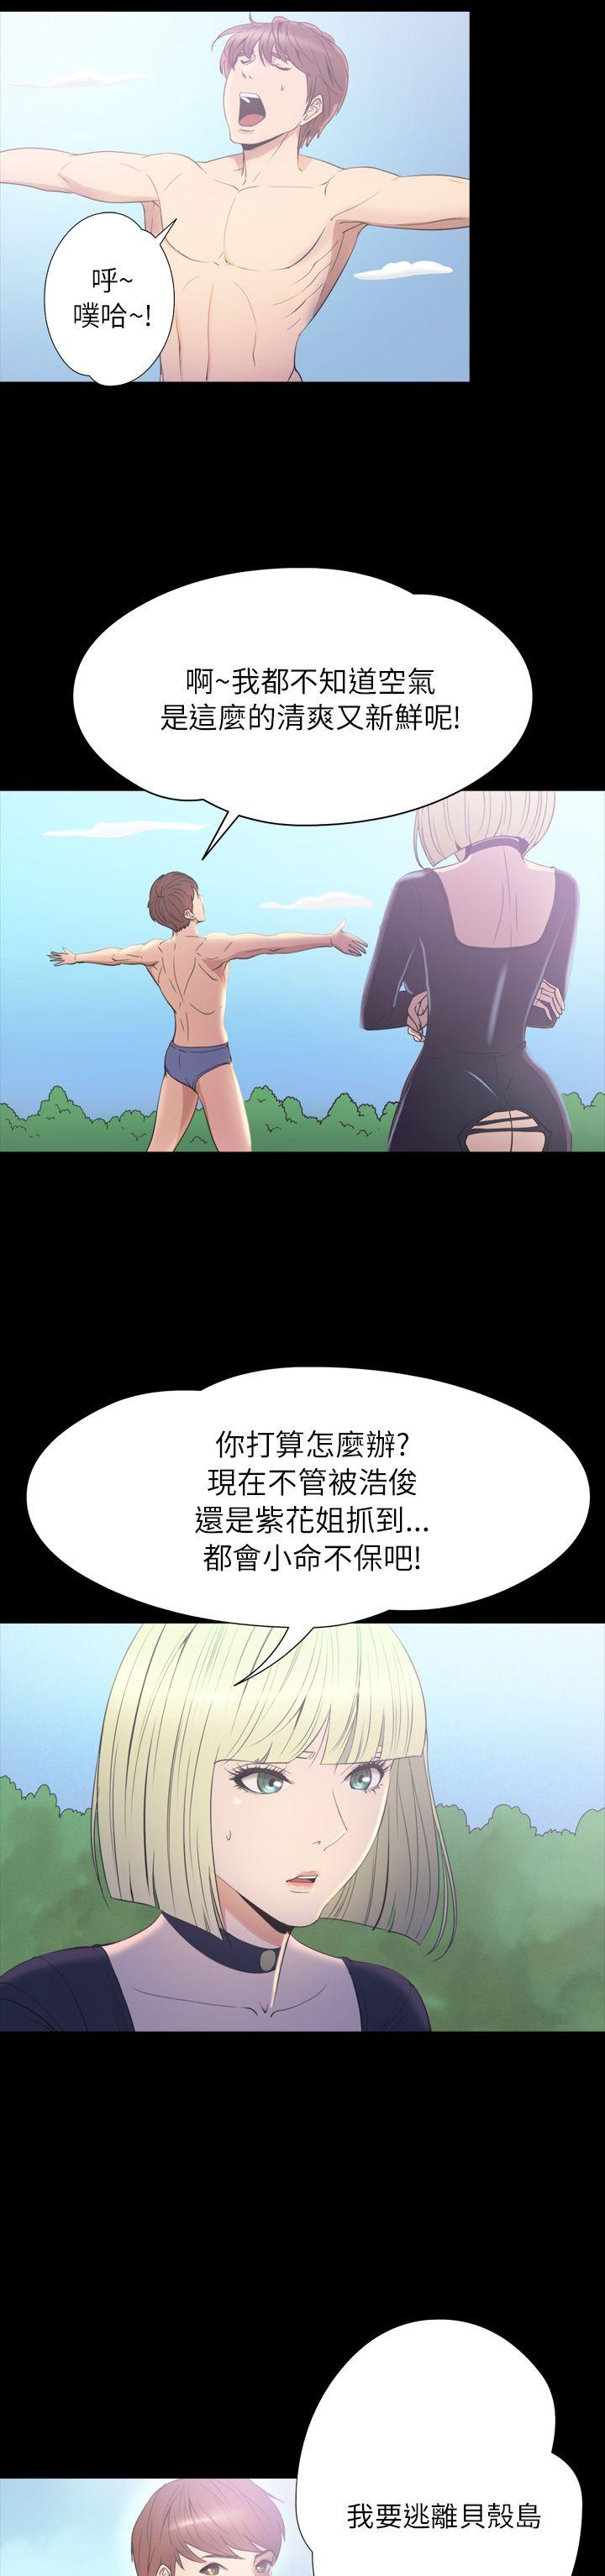 呼~
噗哈~!
啊~我都不知道空氣
是這麼的清爽又新鮮呢!
你打算怎麼辦?
現在不管被浩俊
還是紫花姐抓到...
都會小命不保吧!
我要逃離貝殼島